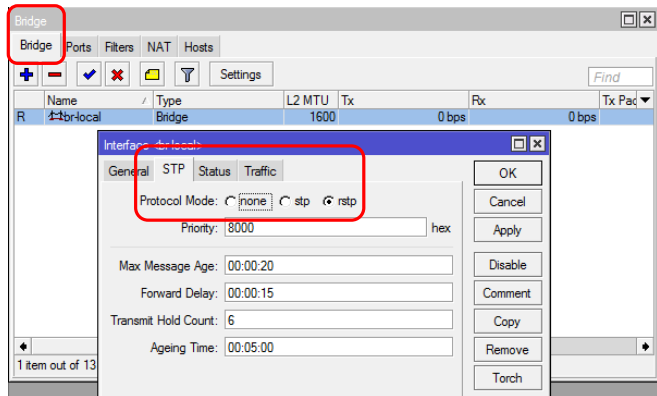 Bridge
Bridge Ports Filters NAT Hosts
Settings Find
Name / Type L2 MTU Tx Rx Tx Pac
R br-local Bridge 1600 0 bps 0 bps
Interface <br-local>
General STP Status Traffic OK
Protocol Mode: none stp rstp Cancel
Priority: 8000 hex Apply
Max Message Age: 00:00:20 Disable
Forward Delay: 00:00:15 Comment
Transmit Hold Count: 6 Copy
Ageing Time: 00:05:00 Remove
1 item out of 13 Torch